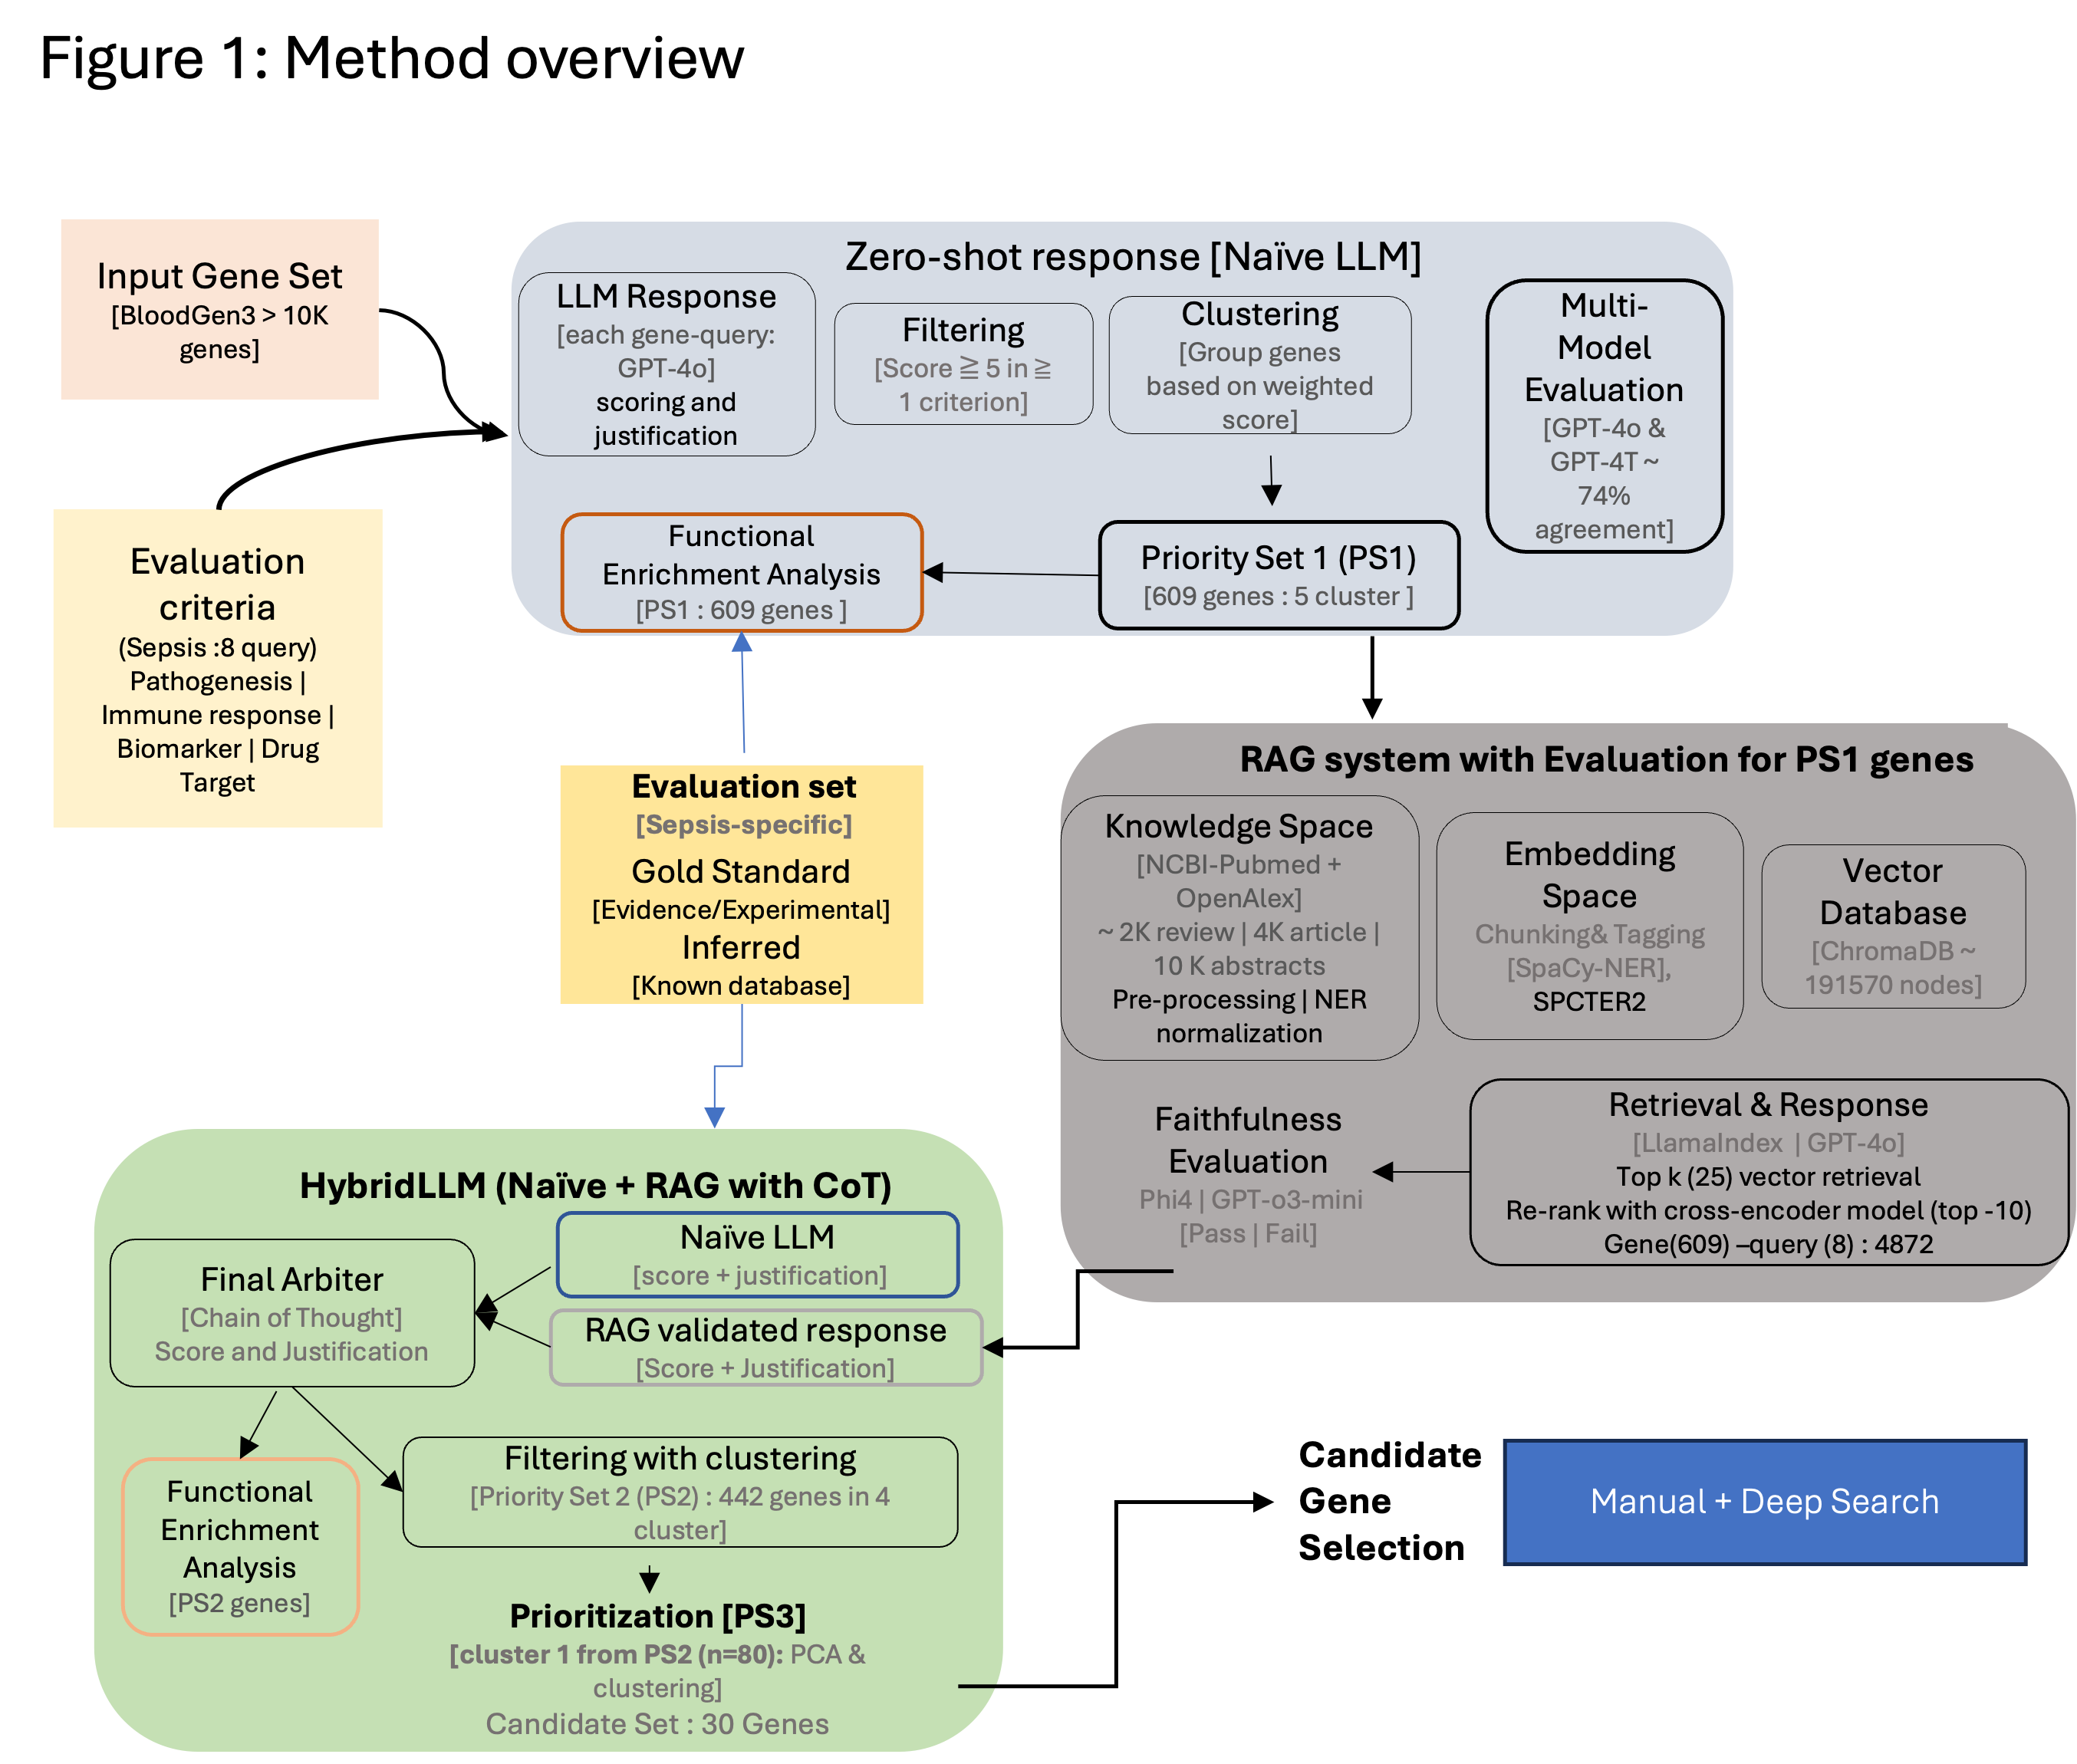 Figure 1: Method overview
Input Gene Set
[BloodGen3 > 10K
genes]
Evaluation
criteria
(Sepsis :8 query)
Pathogenesis |
Immune response |
Biomarker | Drug
Target
Zero-shot response [Naïve LLM]
LLM Response
[each gene-query:
GPT-4o]
scoring and
justification
Filtering
[Score ≧ 5 in ≧
1 criterion]
Clustering
[Group genes
based on weighted
score]
Multi-
Model
Evaluation
[GPT-4o &
GPT-4T ~
74%
agreement]
Functional
Enrichment Analysis
[PS1 : 609 genes ]
Priority Set 1 (PS1)
[609 genes : 5 cluster ]
Evaluation set
[Sepsis-specific]
Gold Standard
[Evidence/Experimental]
Inferred
[Known database]
RAG system with Evaluation for PS1 genes
Knowledge Space
[NCBI-Pubmed +
OpenAlex]
~ 2K review | 4K article |
10 K abstracts
Pre-processing | NER
normalization
Embedding
Space
Chunking& Tagging
[SpaCy-NER],
SPCTER2
Vector
Database
[ChromaDB ~
191570 nodes]
Faithfulness
Evaluation
Phi4 | GPT-o3-mini
[Pass | Fail]
Retrieval & Response
[LlamaIndex | GPT-4o]
Top k (25) vector retrieval
Re-rank with cross-encoder model (top -10)
Gene(609) –query (8) : 4872
HybridLLM (Naïve + RAG with CoT)
Naïve LLM
[score + justification]
Final Arbiter
[Chain of Thought]
Score and Justification
RAG validated response
[Score + Justification]
Functional
Enrichment
Analysis
[PS2 genes]
Filtering with clustering
[Priority Set 2 (PS2) : 442 genes in 4
cluster]
Prioritization [PS3]
[cluster 1 from PS2 (n=80): PCA &
clustering]
Candidate Set : 30 Genes
Candidate
Gene
Selection
Manual + Deep Search